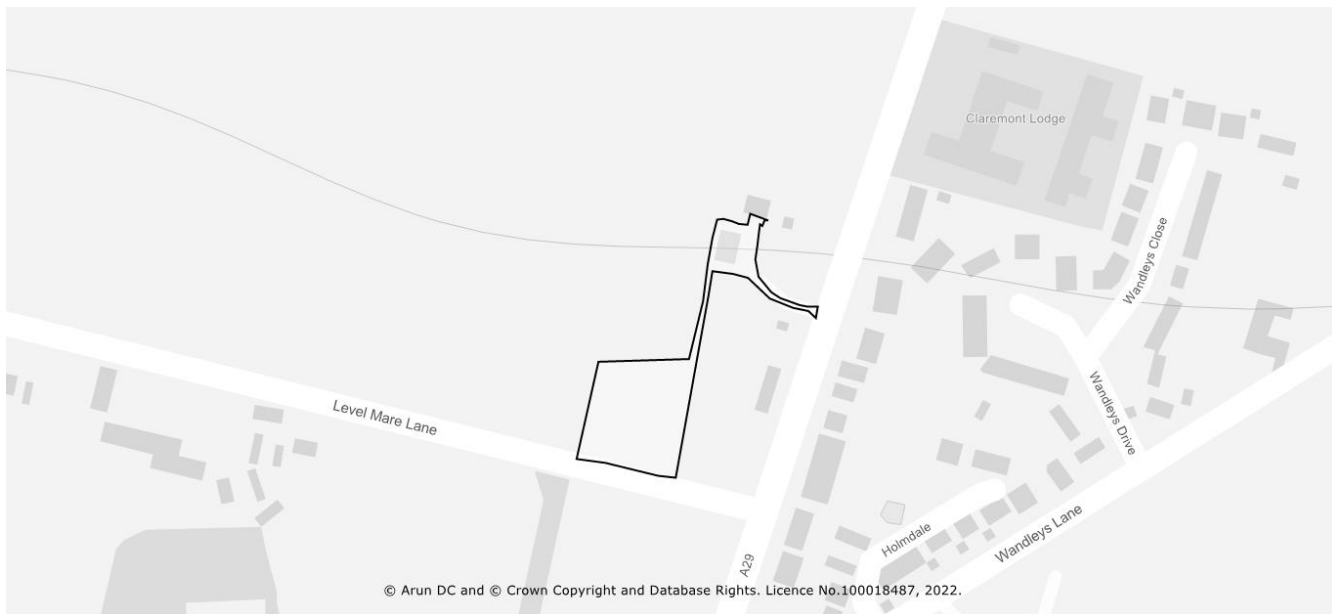 Claremont Lodge
Wandleys Close
Level Mare Lane
Wandleys Drive
Wandleys Lane
Holmdale
A29
© Arun DC and © Crown Copyright and Database Rights. Licence No.100018487, 2022.